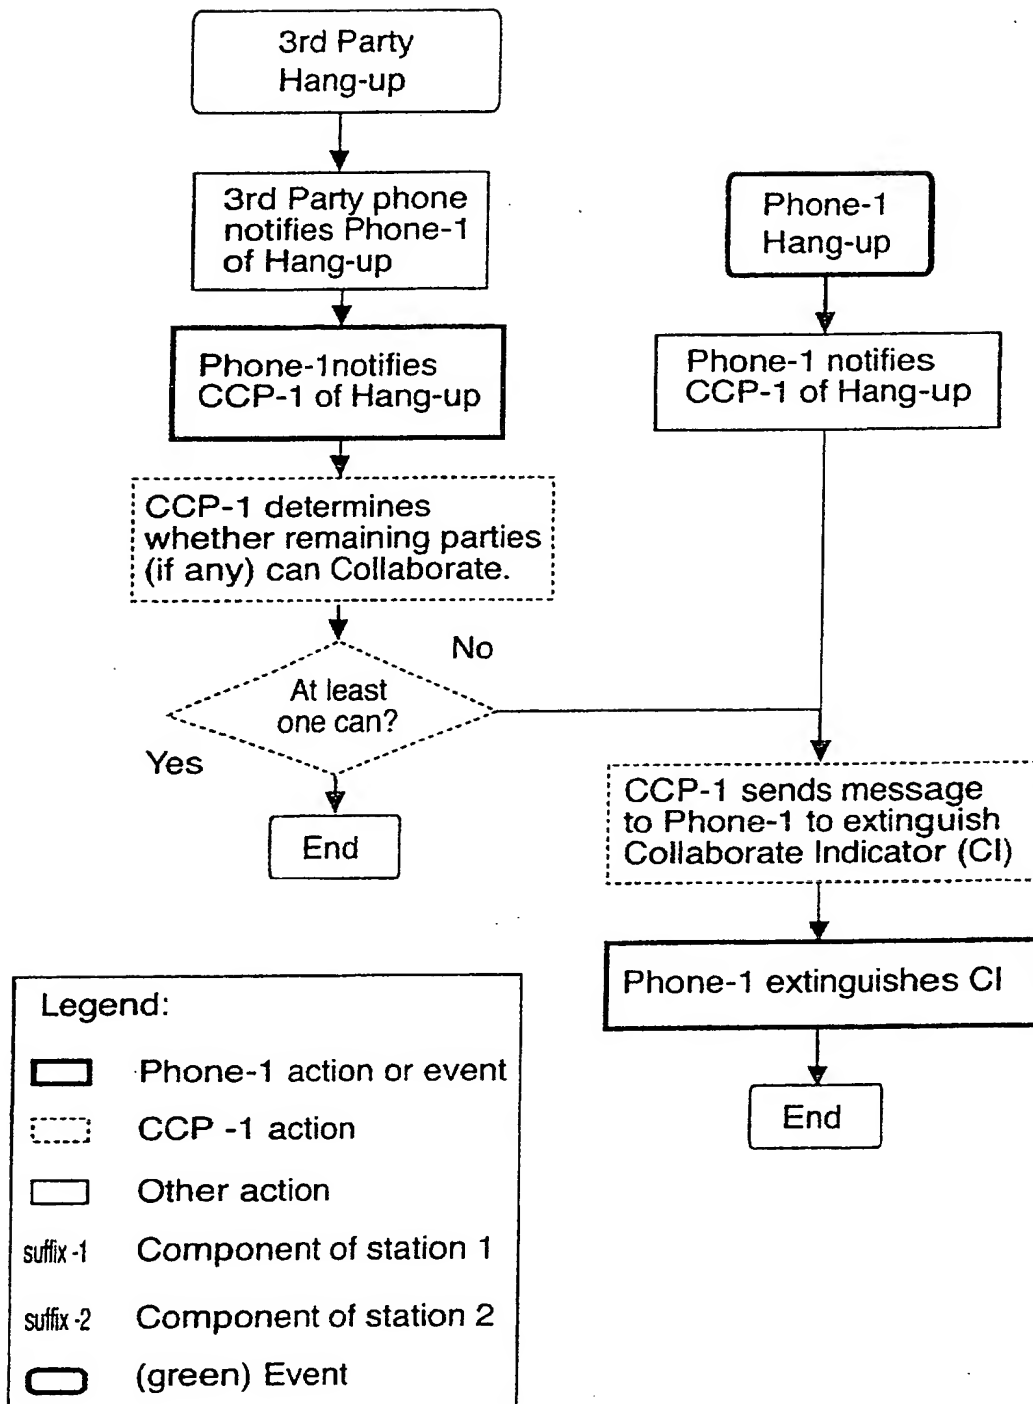 3rd Party
Hang-up
3rd Party phone
notifies Phone-1
of Hang-up
Phone-1notifies
CCP-1 of Hang-up
CCP-1 determines
whether remaining parties
(if any) can Collaborate.
No
At least
one can?
Yes
End
Phone-1
Hang-up
Phone-1 notifies
CCP-1 of Hang-up
CCP-1 sends message
to Phone-1 to extinguish
Collaborate Indicator (CI)
Phone-1 extinguishes CI
End
Legend:
Phone-1 action or event
CCP -1 action
Other action
suffix -1 Component of station 1
suffix -2 Component of station 2
(green) Event